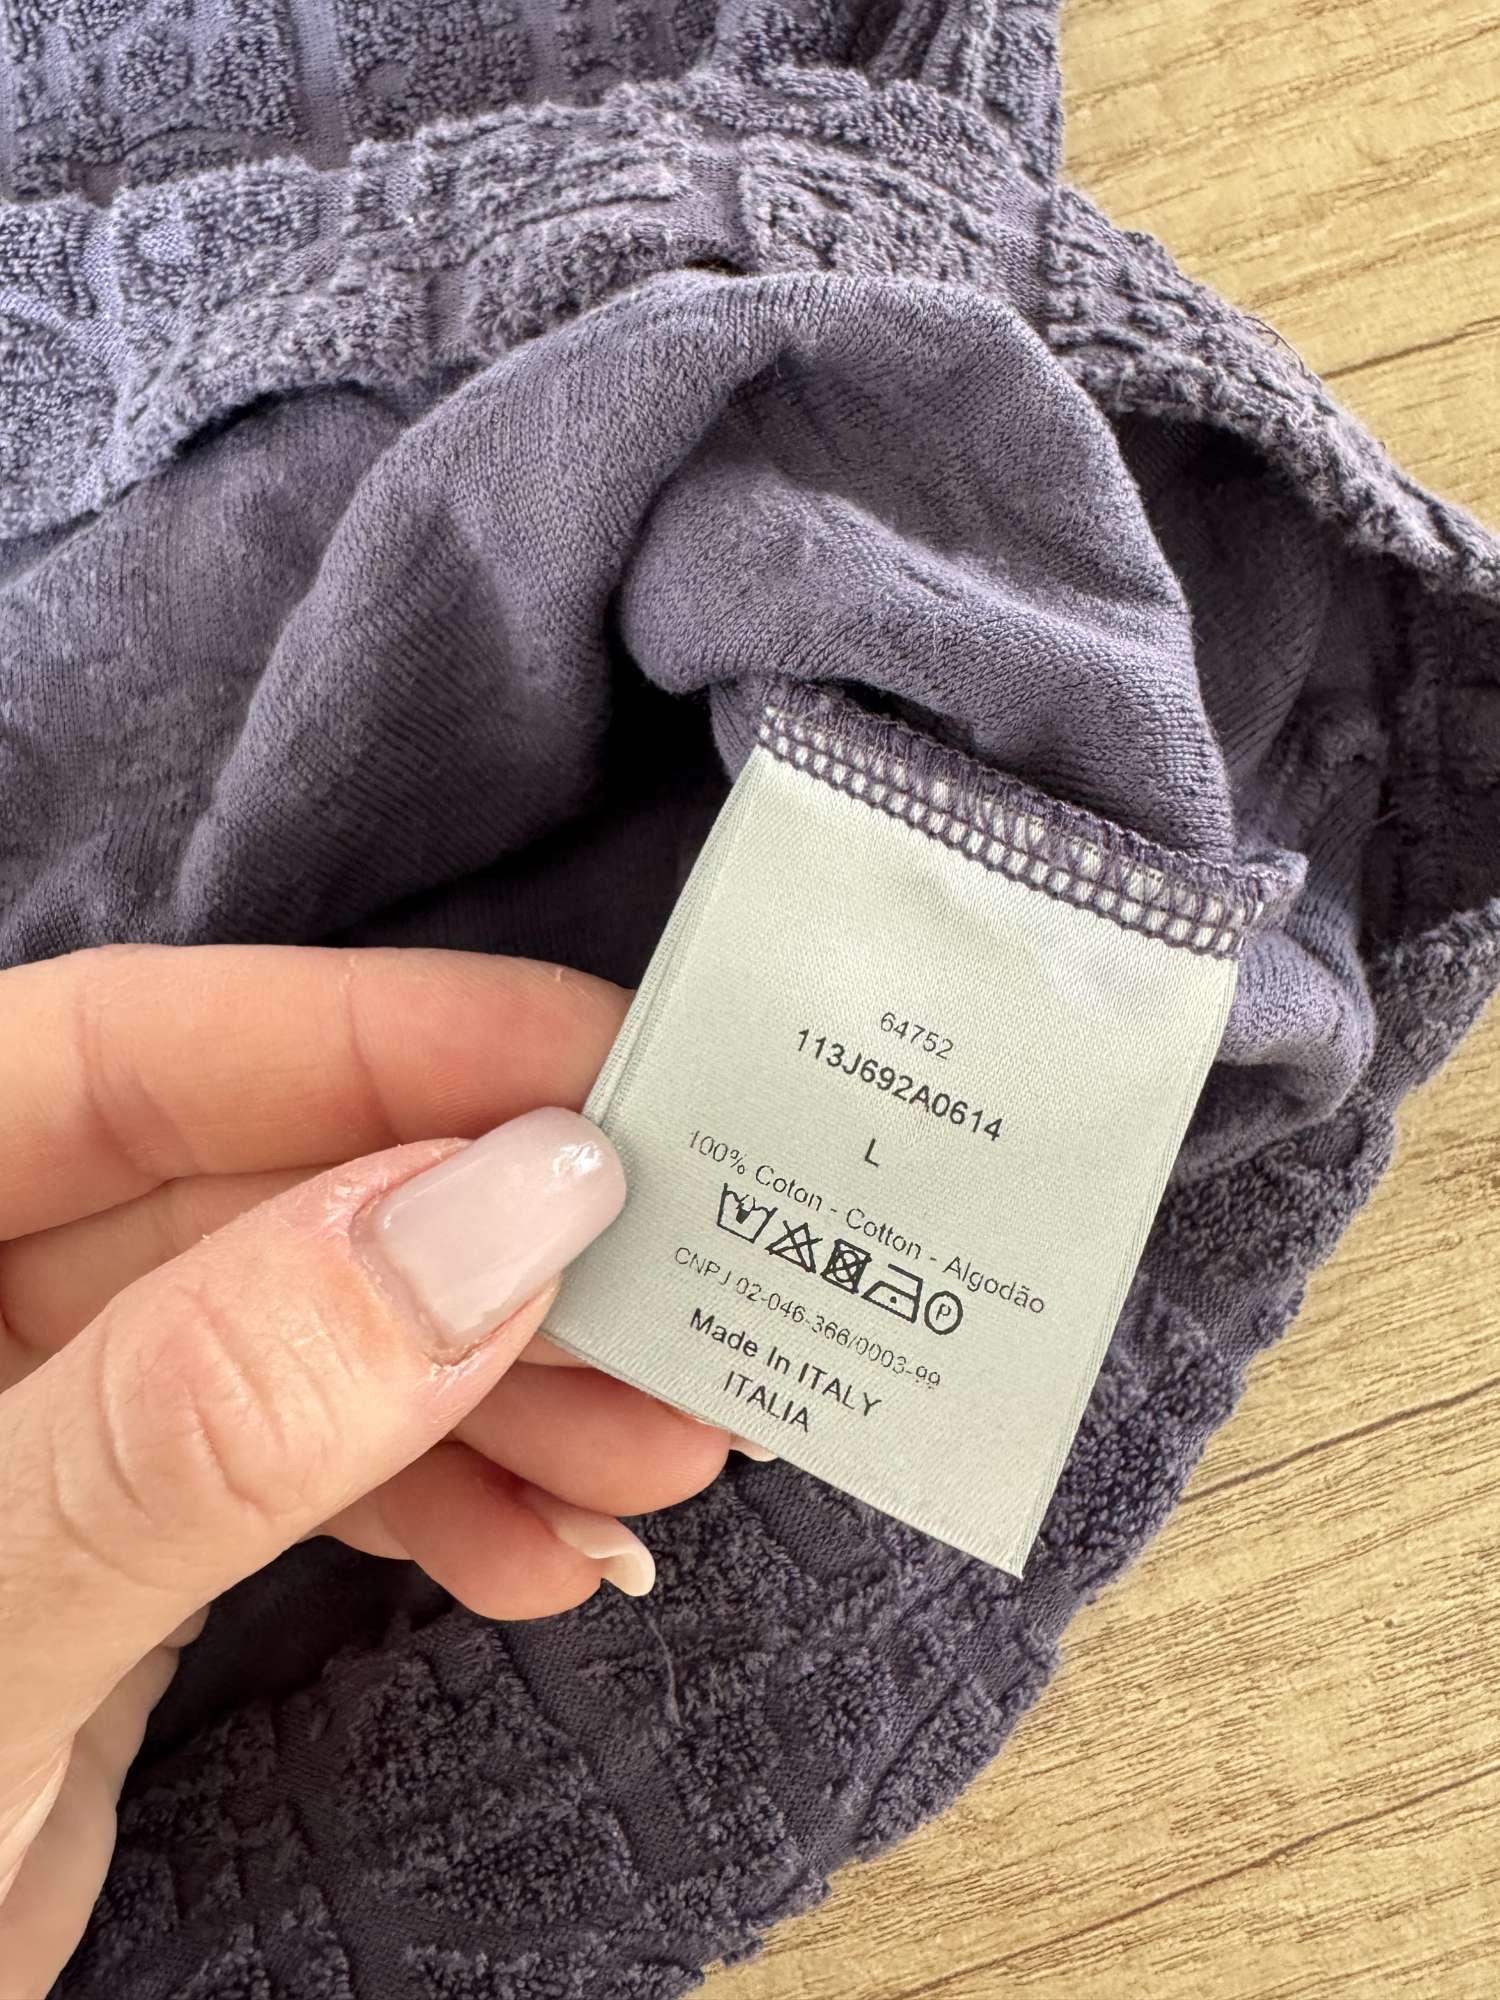 64752
113J692A0614
L
100% Coton - Cotton - Algodão
P
CNPJ 02-046-366/0003-99
Made In ITALY
ITALIA